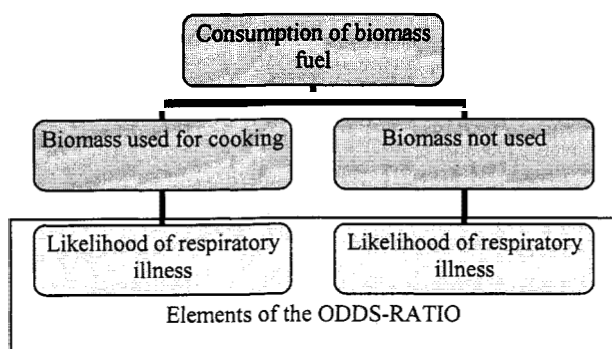 Consumption of biomass
fuel
Biomass used for cooking
Biomass not used
Likelihood of respiratory
illness
Likelihood of respiratory
illness
Elements of the ODDS-RATIO